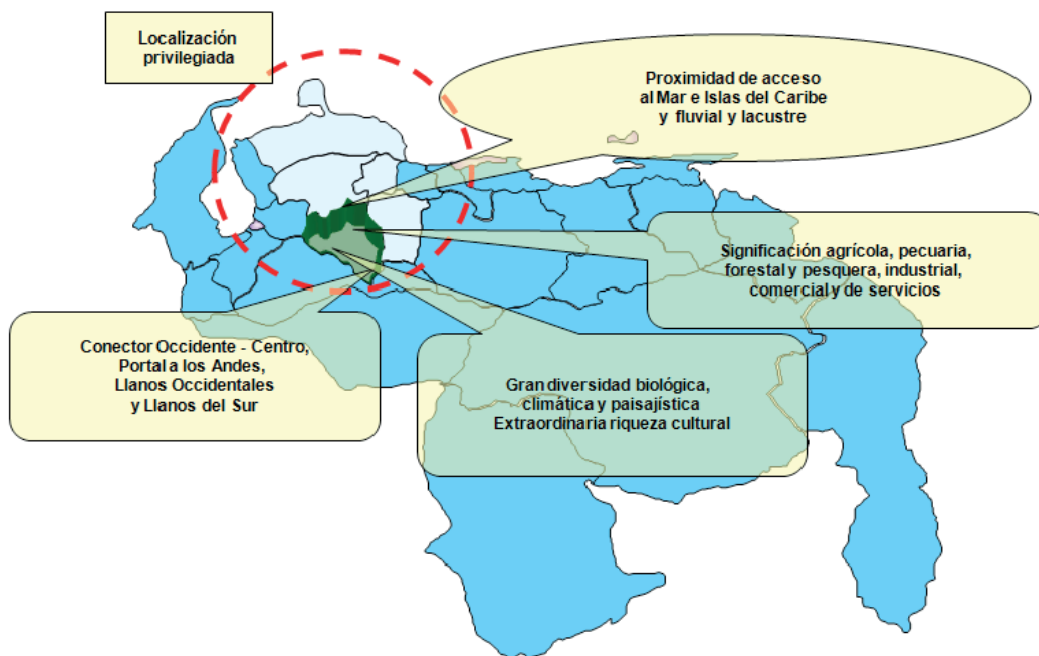 Localización
privilegiada
Proximidad de acceso
al Mar e Islas del Caribe
y fluvial y lacustre
Significación agrícola, pecuaria,
forestal y pesquera, industrial,
comercial y de servicios
Conector Occidente - Centro,
Portal a los Andes,
Llanos Occidentales
y Llanos del Sur
Gran diversidad biológica,
climática y paisajística
Extraordinaria riqueza cultural